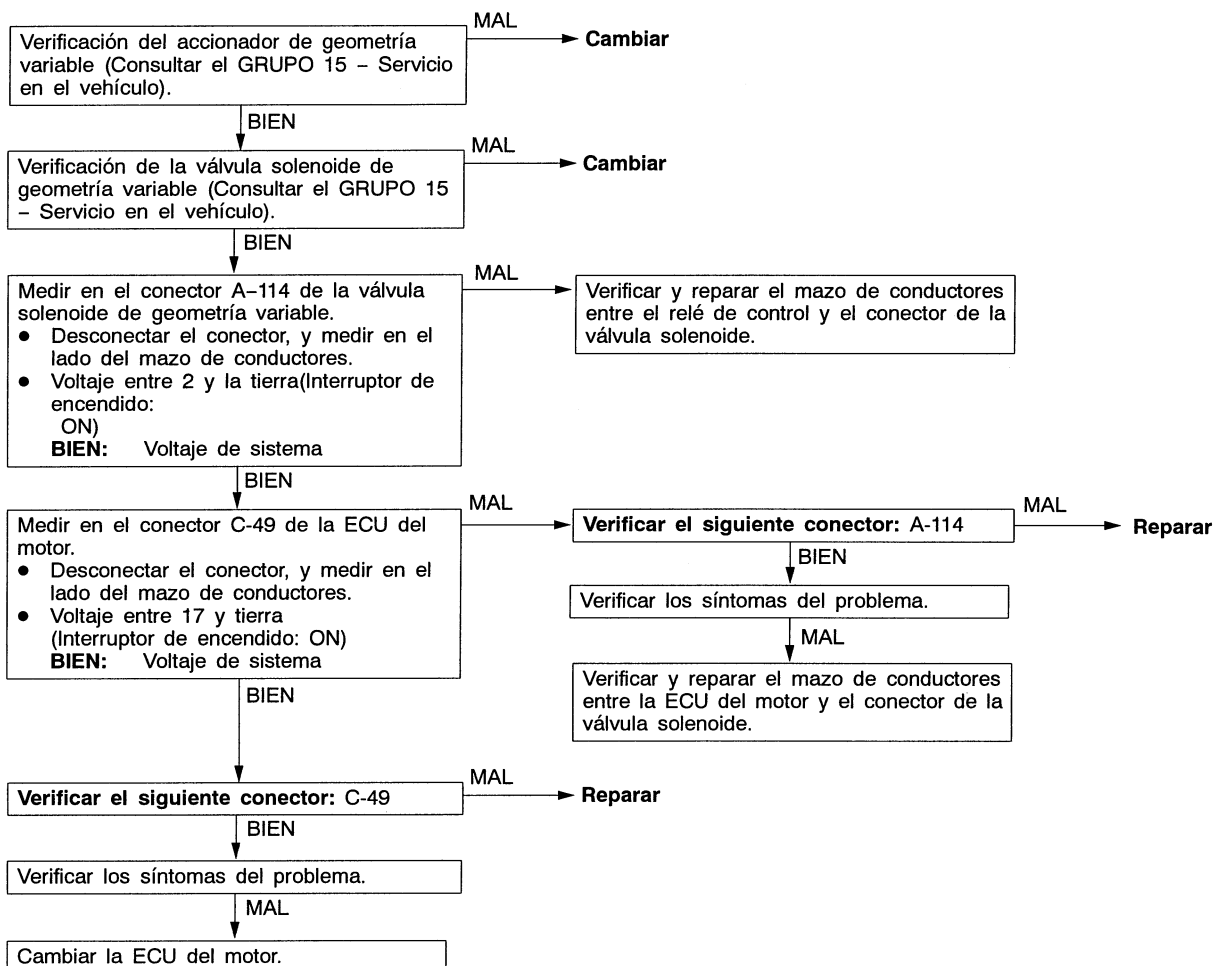 Verificación del accionador de geometría
variable (Consultar el GRUPO 15 – Servicio
en el vehículo).
MAL
Cambiar
BIEN
Verificación de la válvula solenoide de
geometría variable (Consultar el GRUPO 15
– Servicio en el vehículo).
MAL
Cambiar
BIEN
Medir en el conector A–114 de la válvula
solenoide de geometría variable.
● Desconectar el conector, y medir en el
lado del mazo de conductores.
● Voltaje entre 2 y la tierra(Interruptor de
encendido:
ON)
BIEN: Voltaje de sistema
MAL
Verificar y reparar el mazo de conductores
entre el relé de control y el conector de la
válvula solenoide.
BIEN
Medir en el conector C-49 de la ECU del
motor.
● Desconectar el conector, y medir en el
lado del mazo de conductores.
● Voltaje entre 17 y tierra
(Interruptor de encendido: ON)
BIEN: Voltaje de sistema
MAL
Verificar el siguiente conector: A-114
MAL
Reparar
BIEN
Verificar los síntomas del problema.
MAL
Verificar y reparar el mazo de conductores
entre la ECU del motor y el conector de la
válvula solenoide.
BIEN
Verificar el siguiente conector: C-49
MAL
Reparar
BIEN
Verificar los síntomas del problema.
MAL
Cambiar la ECU del motor.